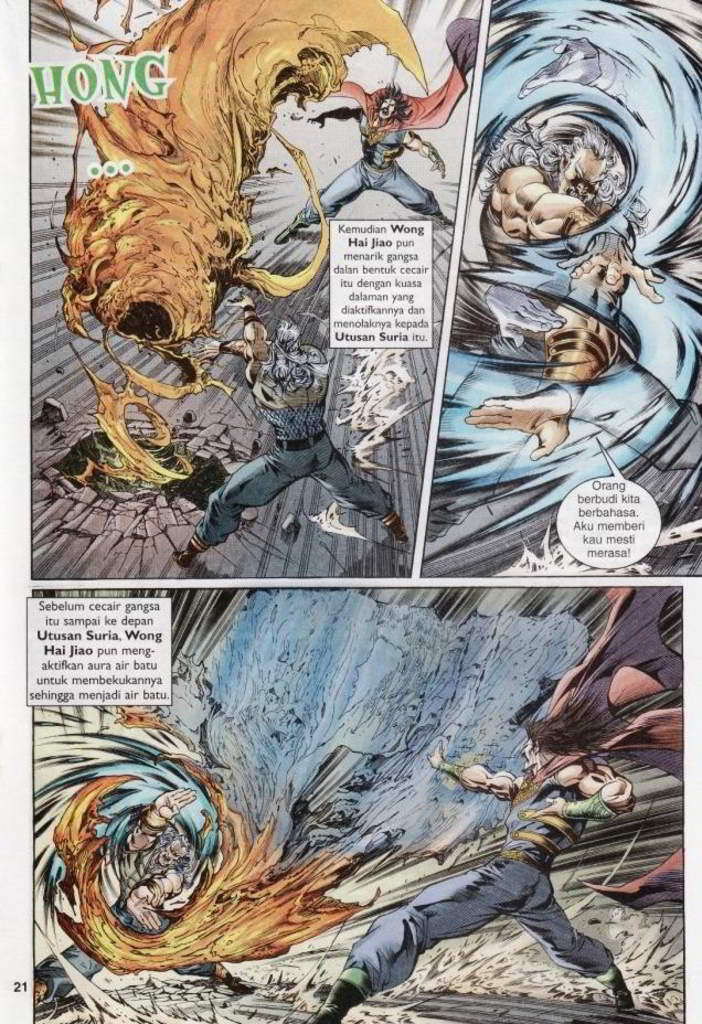 HONG
...
Kemudian Wong
Hai Jiao pun
menarik gangsa
dalan bentuk cecair
itu dengan kuasa
dalaman yang
diaktifkannya dan
menolaknya kepada
Utusan Suria itu.
Orang
berbudi kita
berbahasa.
Aku memberi
kau mesti
merasa!
Sebelum cecair gangsa
itu sampai ke depan
Utusan Suria, Wong
Hai Jiao pun meng-
aktifkan aura air batu
untuk membekukannya
sehingga menjadi air batu.
21